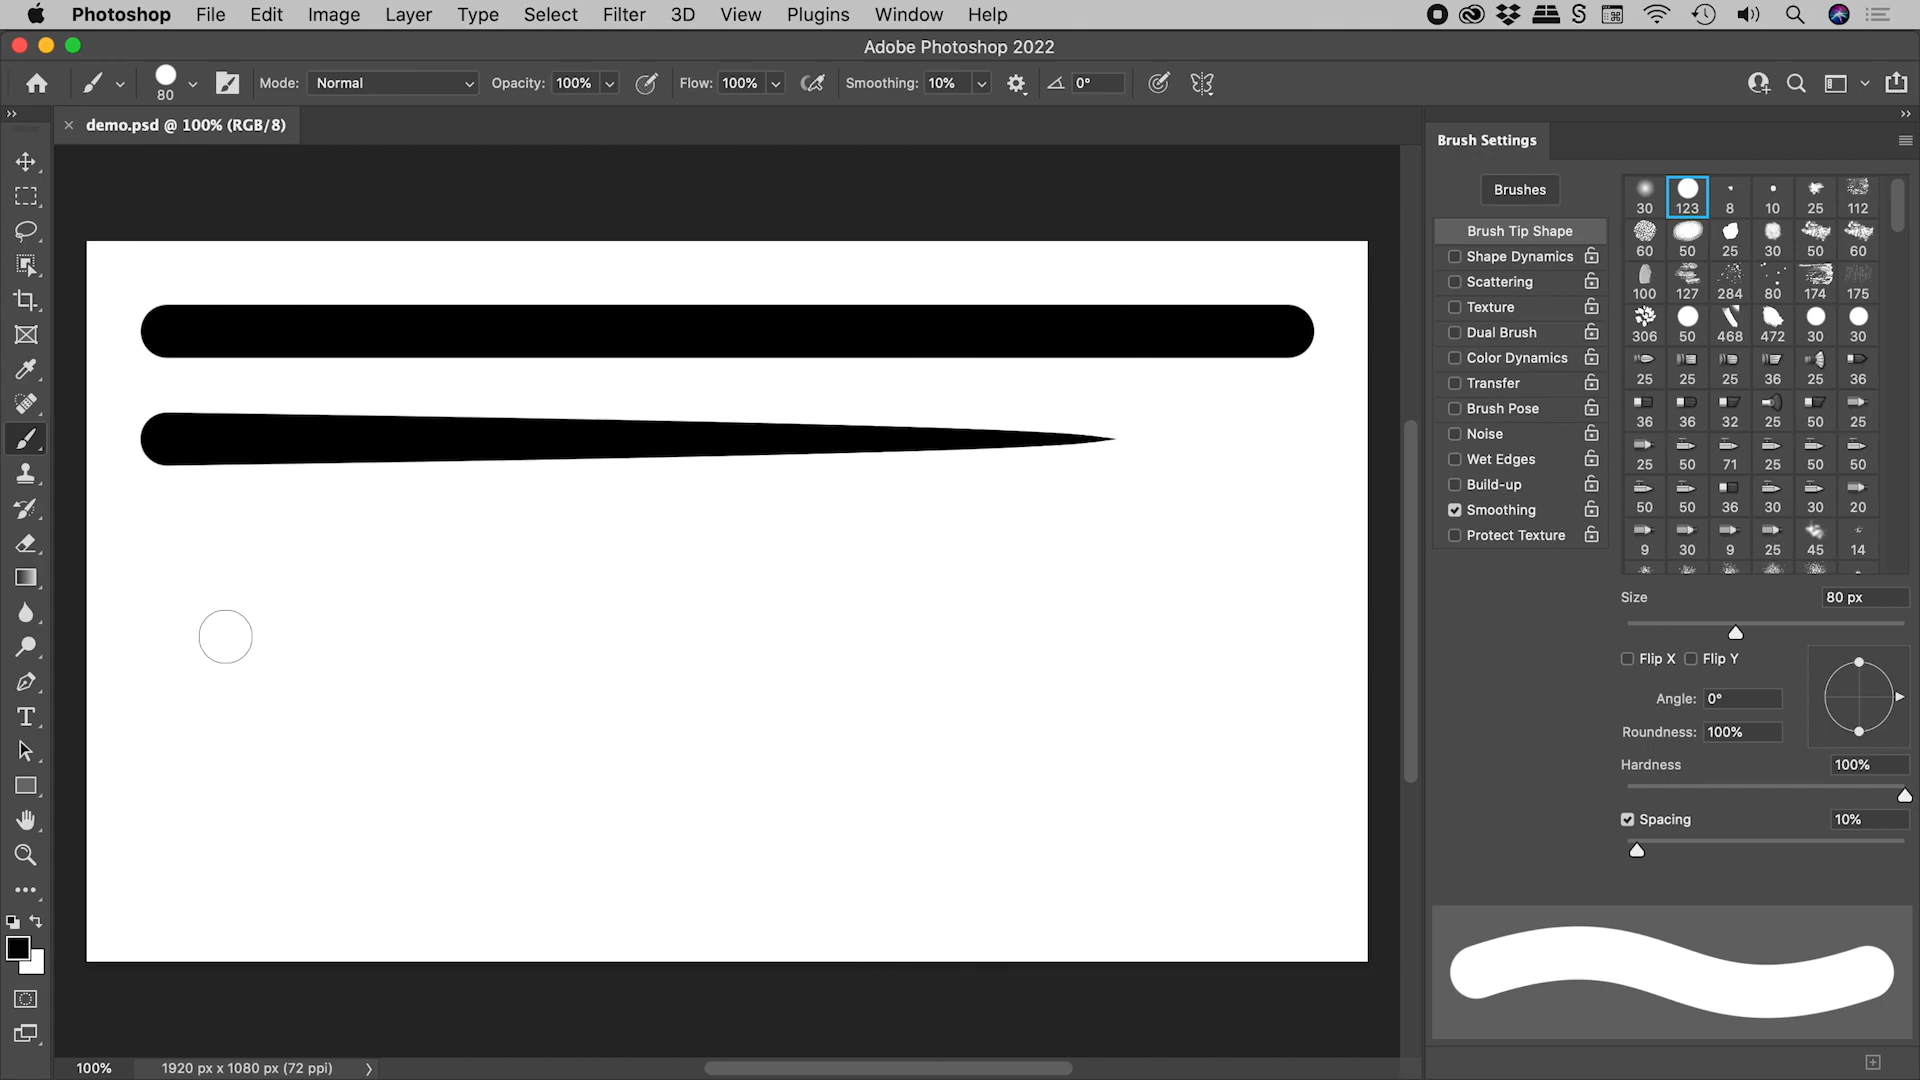 Photoshop File Edit Image Layer Type Select Filter 3D View Plugins Window Help
Adobe Photoshop 2022
80 Mode: Normal Opacity: 100% Flow: 100% Smoothing: 10% 0°
demo.psd @ 100% (RGB/8)
Brush Settings
Brushes
Brush Tip Shape
Shape Dynamics
Scattering
Texture
Dual Brush
Color Dynamics
Transfer
Brush Pose
Noise
Wet Edges
Build-up
Smoothing
Protect Texture
30 123 8 10 25 112
60 50 25 30 50 60
100 127 284 80 174 175
306 50 468 472 30 30
25 25 25 36 25 36
36 36 32 25 50 25
25 50 71 25 50 50
50 50 36 30 30 20
9 30 9 25 45 14
Size 80 px
Flip X Flip Y
Angle: 0°
Roundness: 100%
Hardness 100%
Spacing 10%
100% 1920 px x 1080 px (72 ppi)